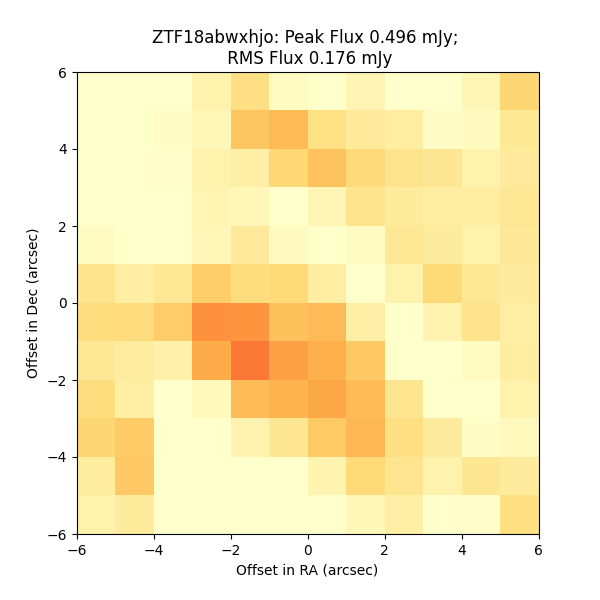 ZTF18abwxhjo: Peak Flux 0.496 mJy;
RMS Flux 0.176 mJy
6
4
2
0
−2
−4
−6
Offset in Dec (arcsec)
−6 −4 −2 0 2 4 6
Offset in RA (arcsec)